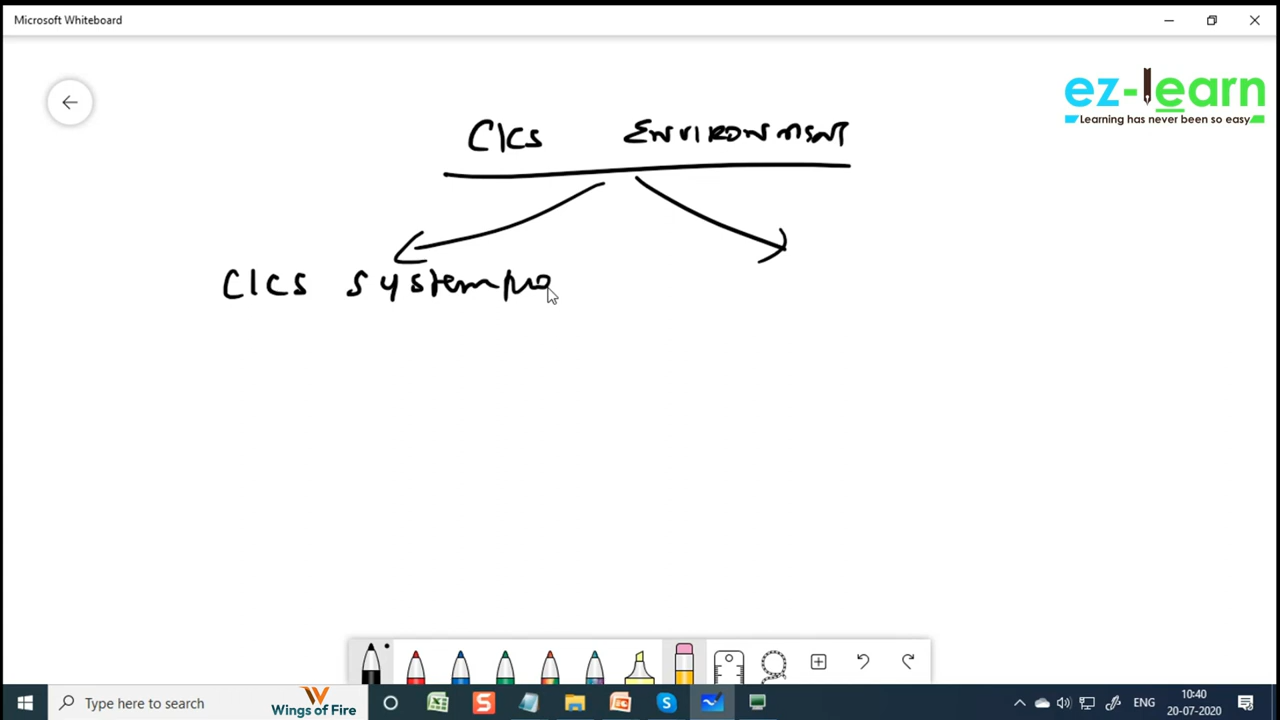 Microsoft Whiteboard
ez-learn
Learning has never been so easy
CICS ENVIRONMENT
CICS systempro
Type here to search
Wings of Fire
ENG
10:40
20-07-2020